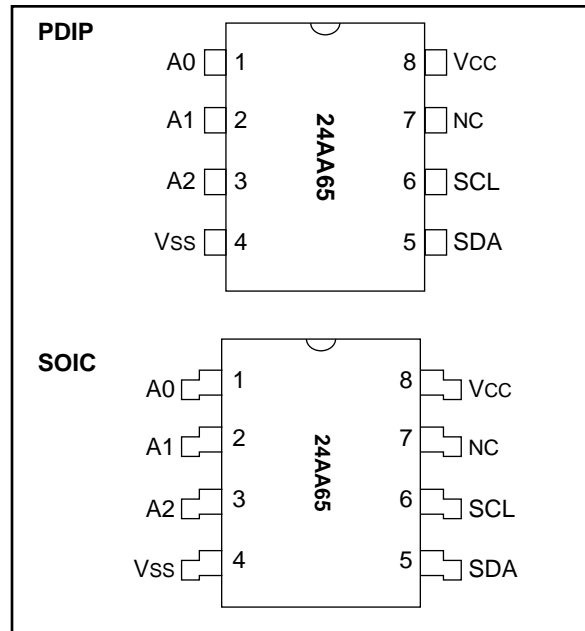 PDIP
A0 1 8 VCC
A1 2 7 NC
A2 3 6 SCL
VSS 4 5 SDA
24AA65
SOIC
A0 1 8 VCC
A1 2 7 NC
A2 3 6 SCL
VSS 4 5 SDA
24AA65